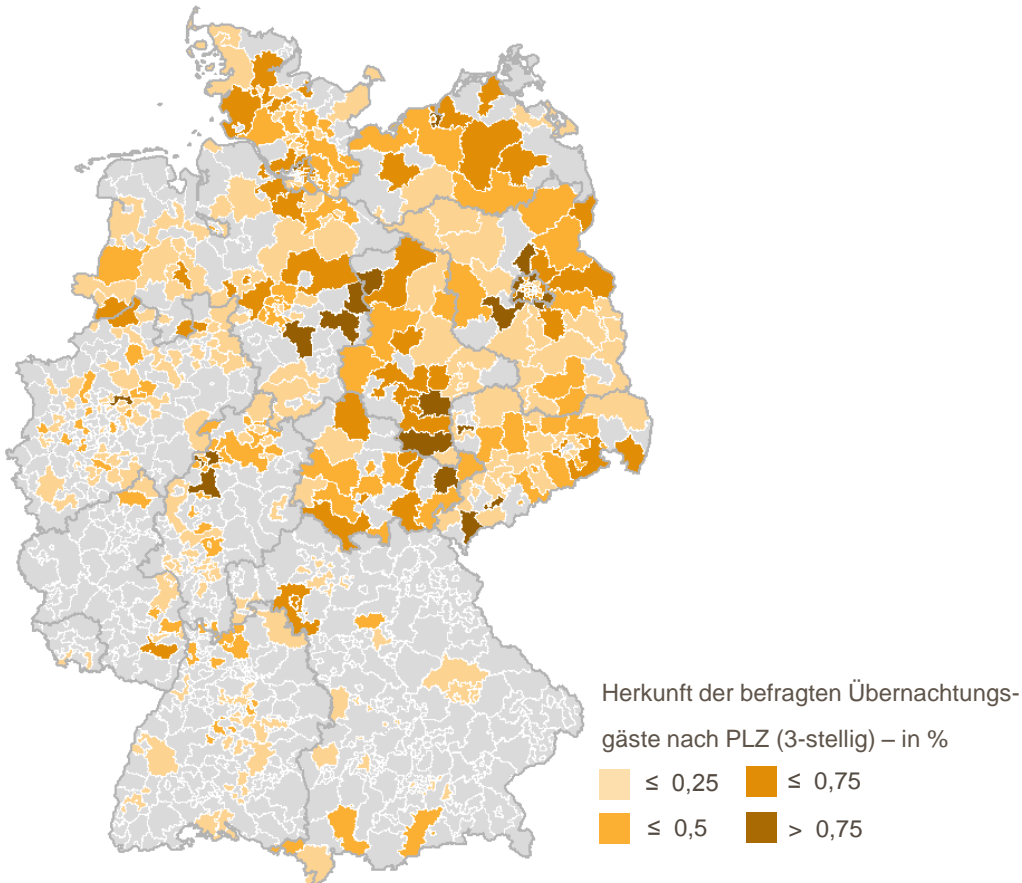 Herkunft der befragten Übernachtungs-
gäste nach PLZ (3-stellig) – in %
≤ 0,25
≤ 0,75
≤ 0,5
> 0,75